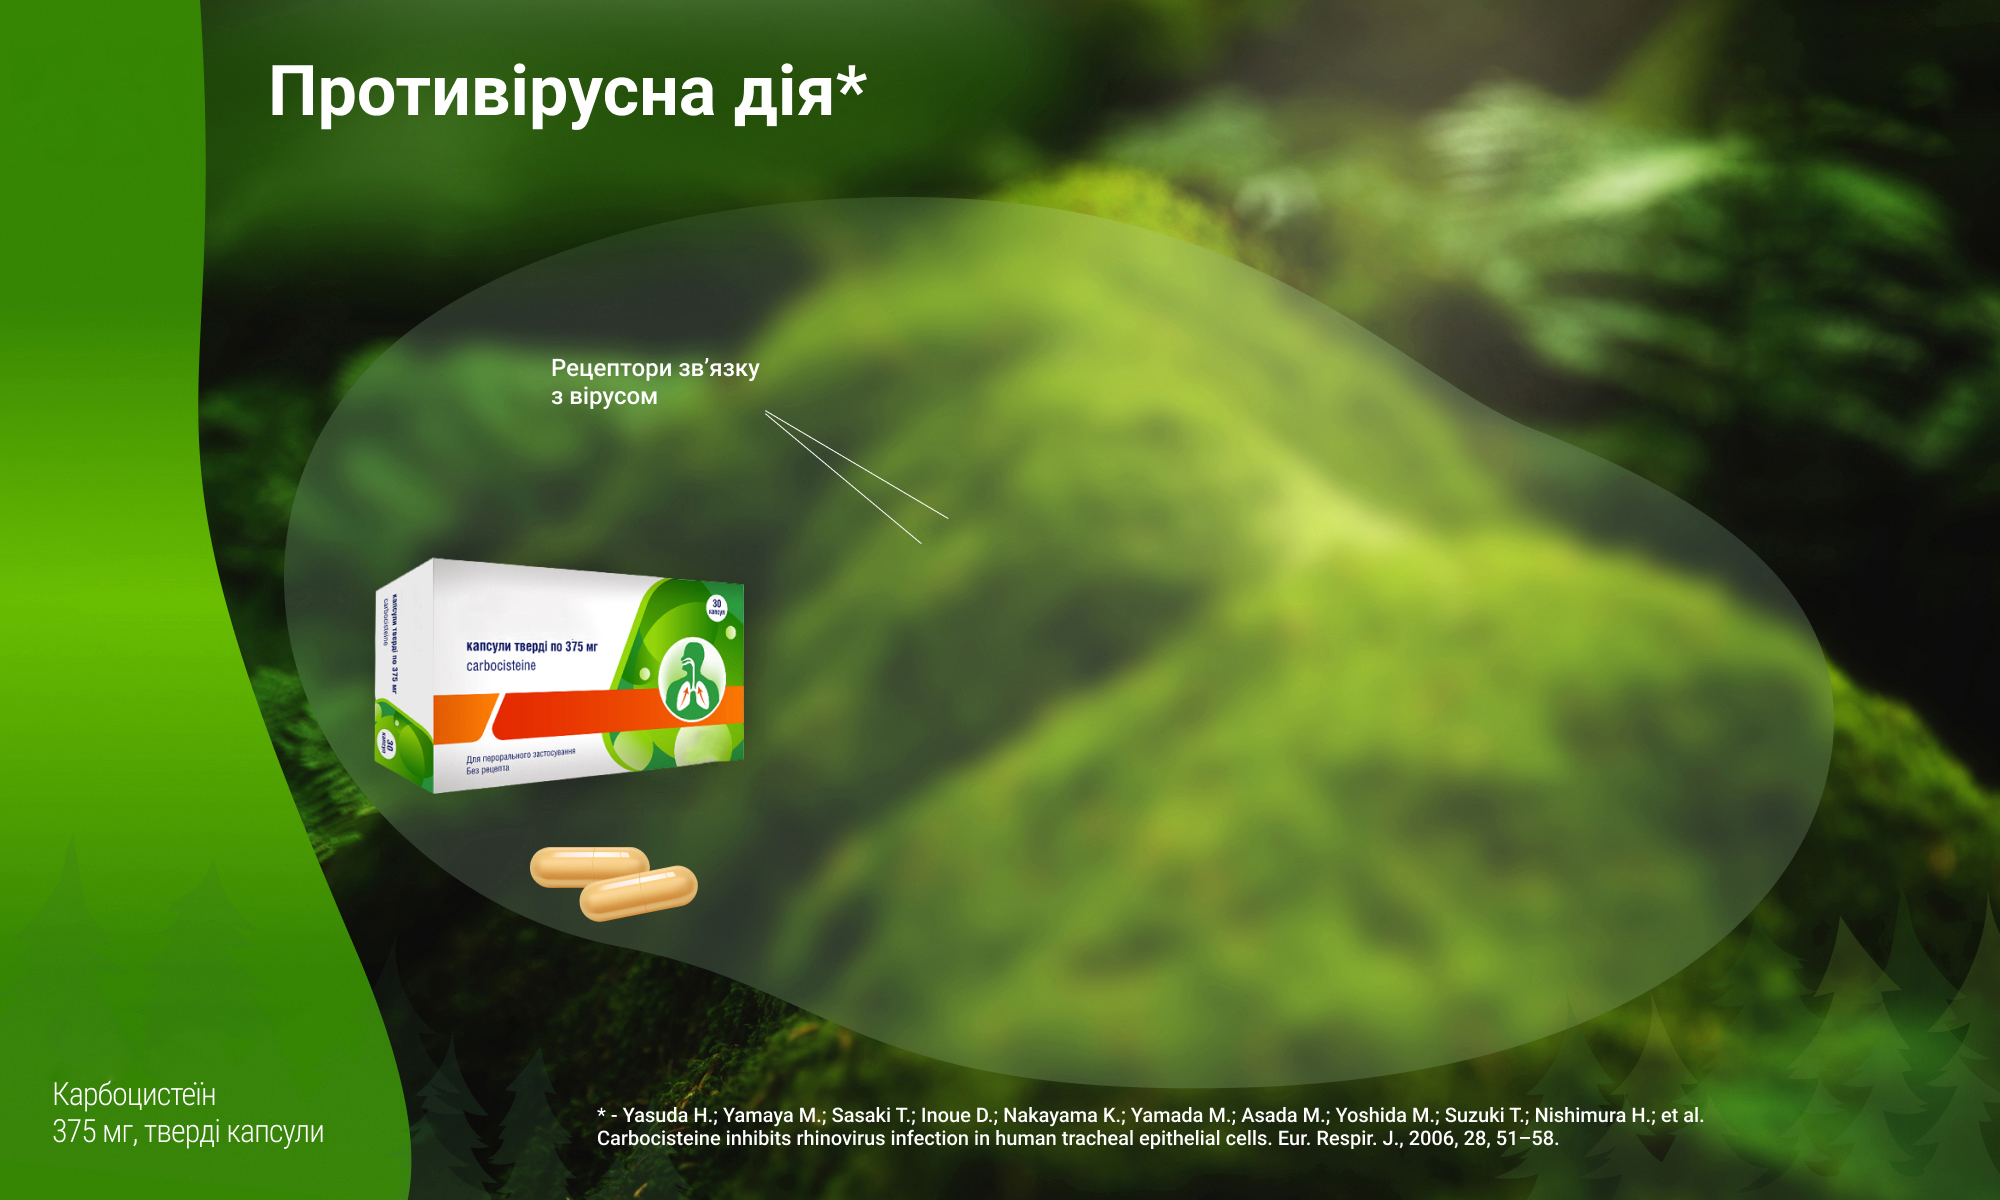 Противірусна дія*
Рецептори зв’язку
з вірусом
30
капсул
капсули тверді по 375 мг
carbocisteine
капсули тверді по 375 мг
carbocisteine
30
капсул
Для перорального застосування
Без рецепта
Карбоцистеїн
375 мг, тверді капсули
* - Yasuda H.; Yamaya M.; Sasaki T.; Inoue D.; Nakayama K.; Yamada M.; Asada M.; Yoshida M.; Suzuki T.; Nishimura H.; et al.
Carbocisteine inhibits rhinovirus infection in human tracheal epithelial cells. Eur. Respir. J., 2006, 28, 51–58.